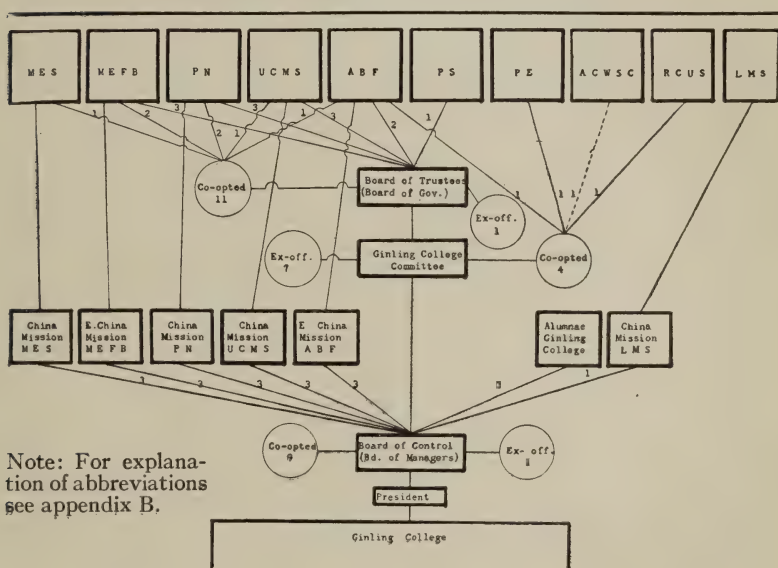 M E S
M E F B
P N
U C M S
A B F
P S
P E
A C W S C
R C U S
L M S
1 2 3 2 1 3 1 3 2 1 1 1 1 1
Co-opted
11
Board of Trustees
(Board of Gov.)
Ex-off.
1
Ex-off.
7
Ginling College
Committee
Co-opted
4
China
Mission
M E S
E.China
Mission
M E F B
China
Mission
P N
China
Mission
U C M S
E China
Mission
A B F
Alumnae
Ginling
College
China
Mission
L M S
3 3 3 1
Co-opted
9
Board of Control
(Bd. of Managers)
Ex- off.
1
President
Ginling College
Note: For explana-
tion of abbreviations
see appendix B.